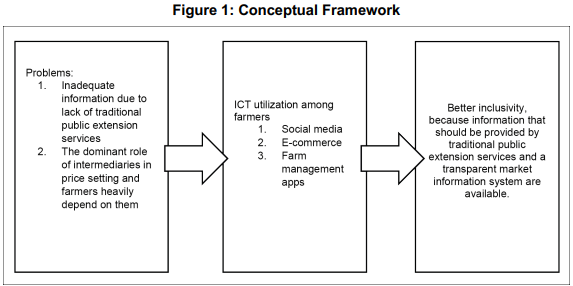 Figure 1: Conceptual Framework
Problems:
1. Inadequate
information due to
lack of traditional
public extension
services
2. The dominant role
of intermediaries in
price setting and
farmers heavily
depend on them
ICT utilization among
farmers
1. Social media
2. E-commerce
3. Farm
management
apps
Better inclusivity,
because information that
should be provided by
traditional public
extension services and a
transparent market
information system are
available.